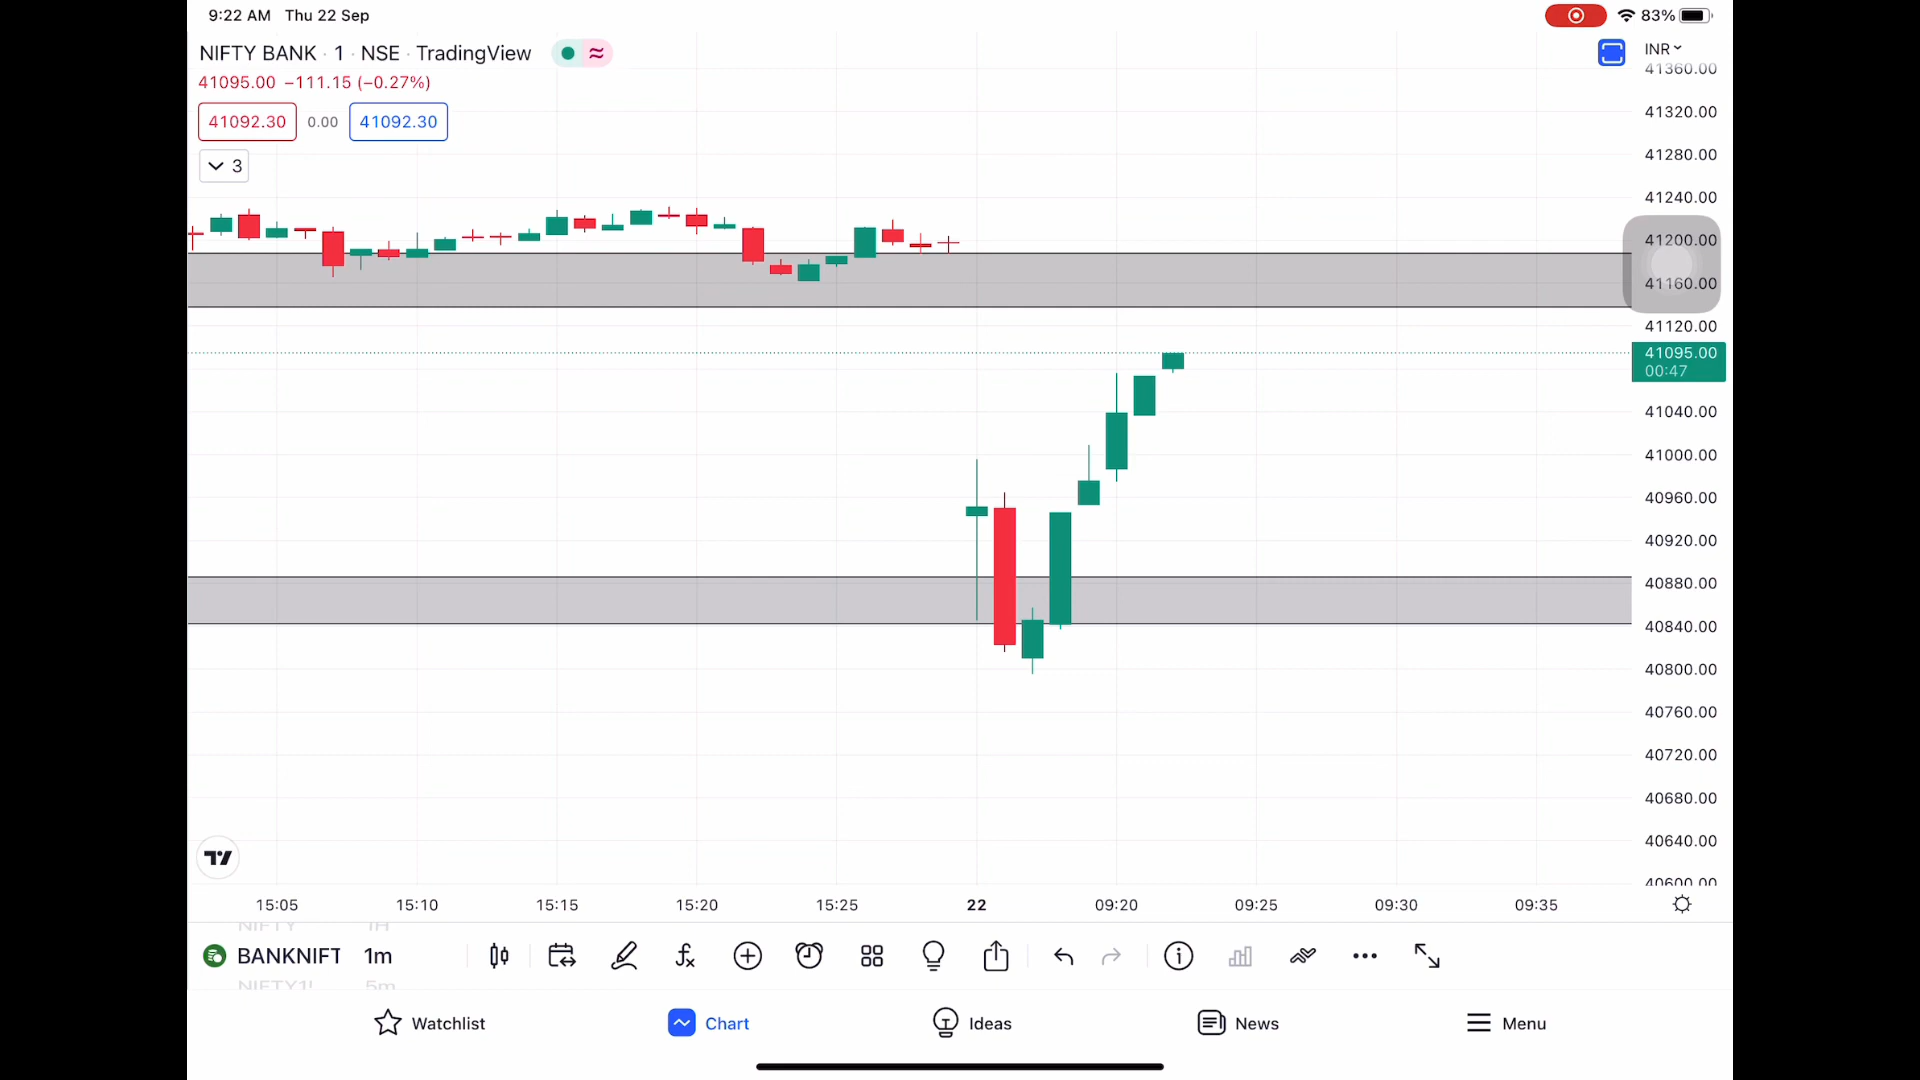 9:22 AM Thu 22 Sep
83%
NIFTY BANK · 1 · NSE · TradingView
INR
41095.00 −111.15 (−0.27%)
41092.30 0.00 41092.30
3
41360.00
41320.00
41280.00
41240.00
41200.00
41160.00
41120.00
41095.00
00:47
41040.00
41000.00
40960.00
40920.00
40880.00
40840.00
40800.00
40760.00
40720.00
40680.00
40640.00
40600.00
15:05 15:10 15:15 15:20 15:25 22 09:20 09:25 09:30 09:35
NIFTY 1H
BANKNIFT 1m
NIFTY1! 5m
Watchlist Chart Ideas News Menu